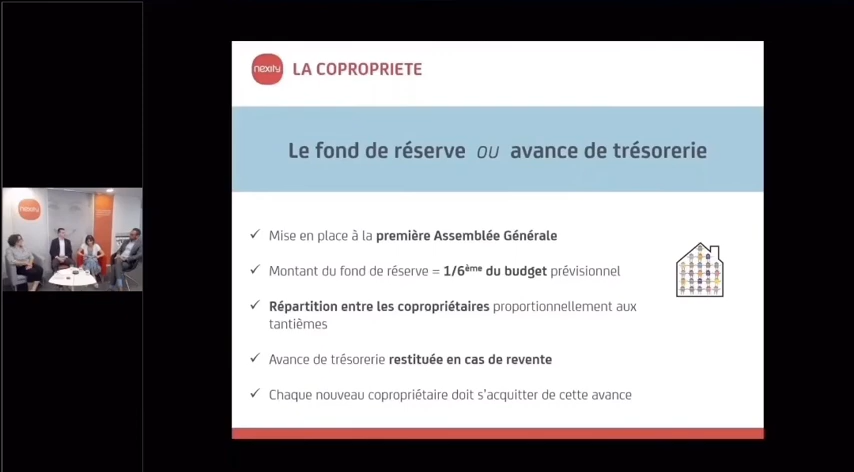 nexity LA COPROPRIETE
Le fond de réserve ou avance de trésorerie
✓ Mise en place à la première Assemblée Générale
✓ Montant du fond de réserve = 1/6ème du budget prévisionnel
✓ Répartition entre les copropriétaires proportionnellement aux
tantièmes
✓ Avance de trésorerie restituée en cas de revente
✓ Chaque nouveau copropriétaire doit s'acquitter de cette avance
nexity